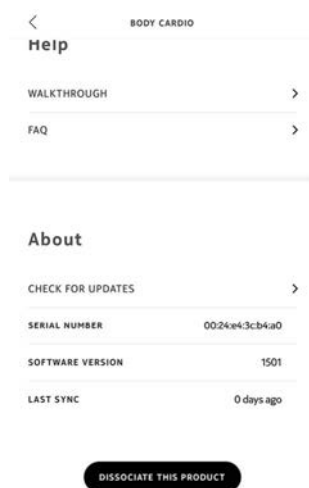 BODY CARDIO
Help
WALKTHROUGH
FAQ
About
CHECK FOR UPDATES
SERIAL NUMBER 00:24:e4:3c:b4:a0
SOFTWARE VERSION 1501
LAST SYNC 0 days ago
DISSOCIATE THIS PRODUCT